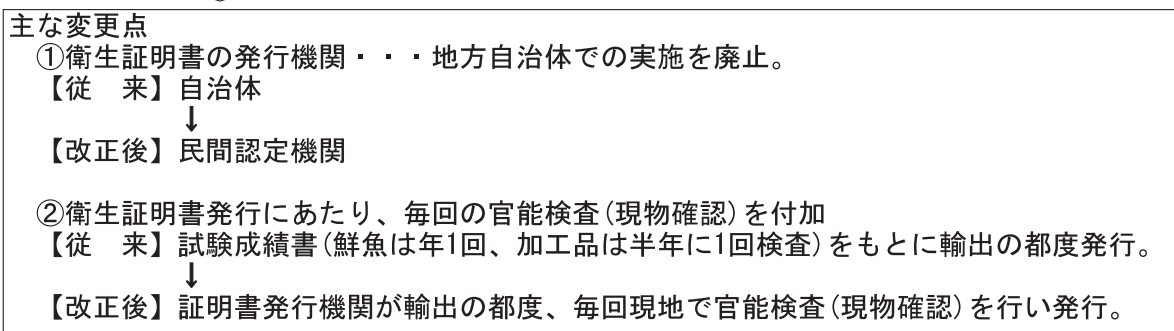 主な変更点
①衛生証明書の発行機関・・・地方自治体での実施を廃止。
【従　来】自治体
↓
【改正後】民間認定機関
②衛生証明書発行にあたり、毎回の官能検査(現物確認)を付加
【従　来】試験成績書(鮮魚は年1回、加工品は半年に1回検査)をもとに輸出の都度発行。
↓
【改正後】証明書発行機関が輸出の都度、毎回現地で官能検査(現物確認)を行い発行。